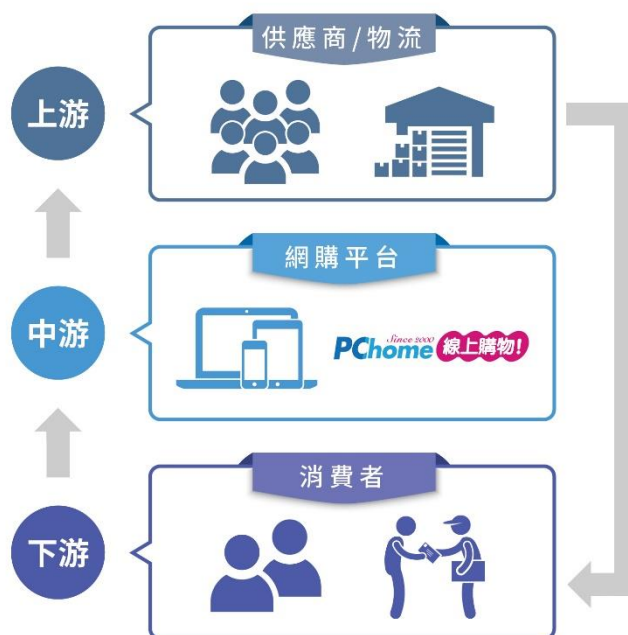 供應商/物流
上游
網購平台
中游
Since 2000
PChome 線上購物!
消費者
下游